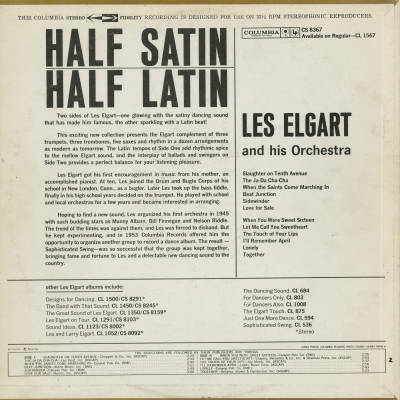 THIS COLUMBIA STEREO FIDELITY RECORDING IS DESIGNED FOR USE ON 33⅓ RPM STEREOPHONIC REPRODUCERS.
HALF SATIN
HALF LATIN
COLUMBIA
CS 8367
Available on Regular—CL 1567
Two sides of Les Elgart—one glowing with the satiny dancing sound
that has made him famous, the other sparkling with a Latin beat!
This exciting new collection presents the Elgart complement of three
trumpets, three trombones, five saxes and rhythm in a dozen arrangements
as modern as tomorrow. The Latin tempos of Side One add rhythmic spice
to the mellow Elgart sound, and the interplay of ballads and swingers on
Side Two provides a perfect balance for your listening pleasure.
Les Elgart got his first encouragement in music from his mother, an
accomplished pianist. At ten, Les joined the Drum and Bugle Corps of his
school in New London, Conn., as a bugler. Later Les took up the bass fiddle,
finally in his high school years decided on the trumpet. He played with school
and local orchestras for a few years and became interested in arranging.
Hoping to find a new sound, Les organized his first orchestra in 1945
with such budding stars as Manny Album, Bill Finnegan and Nelson Riddle.
The trend of the times was against them, and Les was forced to disband. But
he kept experimenting, and in 1953 Columbia Records offered him the
opportunity to organize another group to record a dance album. The result—
Sophisticated Swing—was so successful that the group was kept together,
bringing fame and fortune to Les and a delectable new dancing sound to the
country.
LES ELGART
and his Orchestra
Slaughter on Tenth Avenue
The Ja-Da Cha-Cha
When the Saints Come Marching In
Beat Junction
Sidewinder
Love for Sale
When You Were Sweet Sixteen
Let Me Call You Sweetheart
The Touch of Your Lips
I'll Remember April
Lonely
Together
other Les Elgart albums include:
Designs for Dancing. CL 1500/CS 8291*
The Band with That Sound. CL 1450/CS 8245*
The Great Sound of Les Elgart. CL 1350/CS 8159*
Les Elgart on Tour. CL 1291/CS 8103*
Sound Ideas. CL 1123/CS 8002*
Les and Larry Elgart. CL 1052/CS 8092*
The Dancing Sound. CL 684
For Dancers Only. CL 803
For Dancers Also. CL 1008
The Elgart Touch. CL 875
Just One More Dance. CL 594
Sophisticated Swing. CL 536
*Stereo
THE SELECTIONS ARE FOLLOWED BY THEIR PUBLISHERS AND TIMINGS